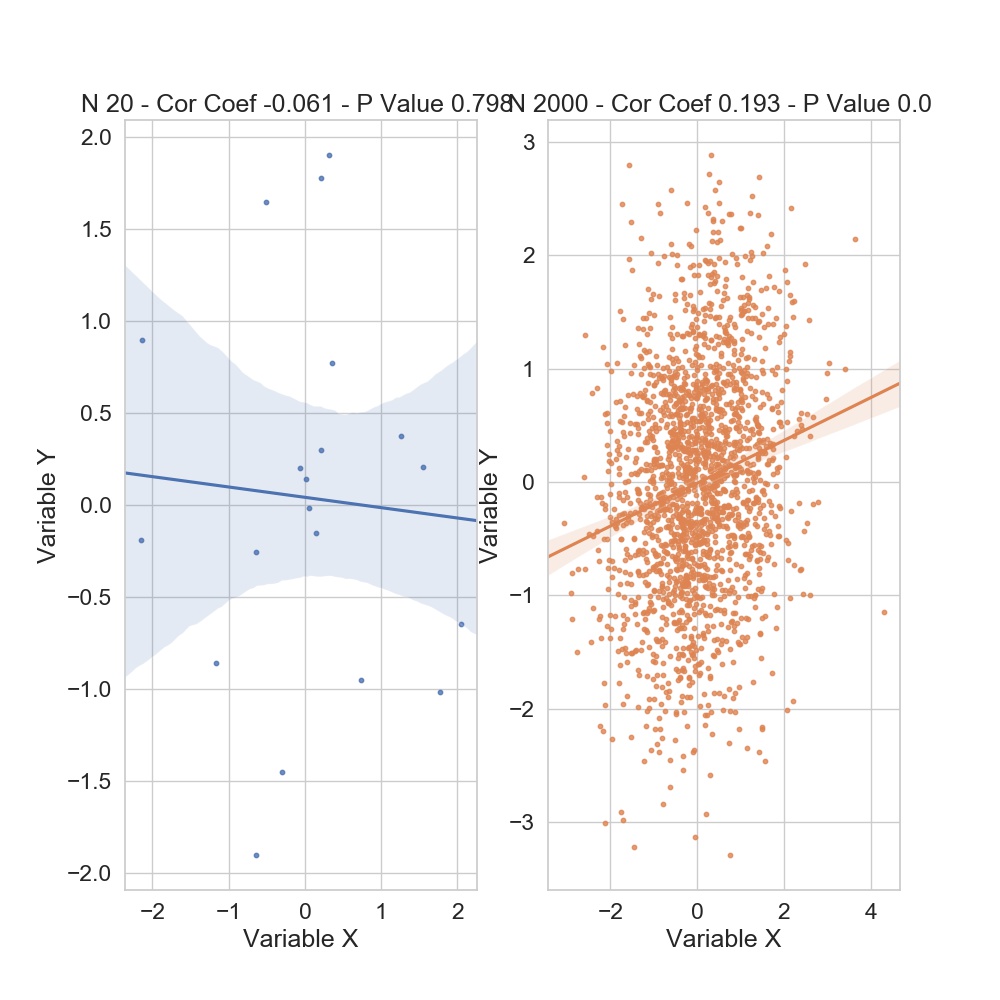 N 20 - Cor Coef -0.061 - P Value 0.798
2.0
1.5
1.0
0.5
0.0
−0.5
−1.0
−1.5
−2.0
Variable Y
−2 −1 0 1 2
Variable X
N 2000 - Cor Coef 0.193 - P Value 0.0
3
2
1
0
−1
−2
−3
Variable Y
−2 0 2 4
Variable X